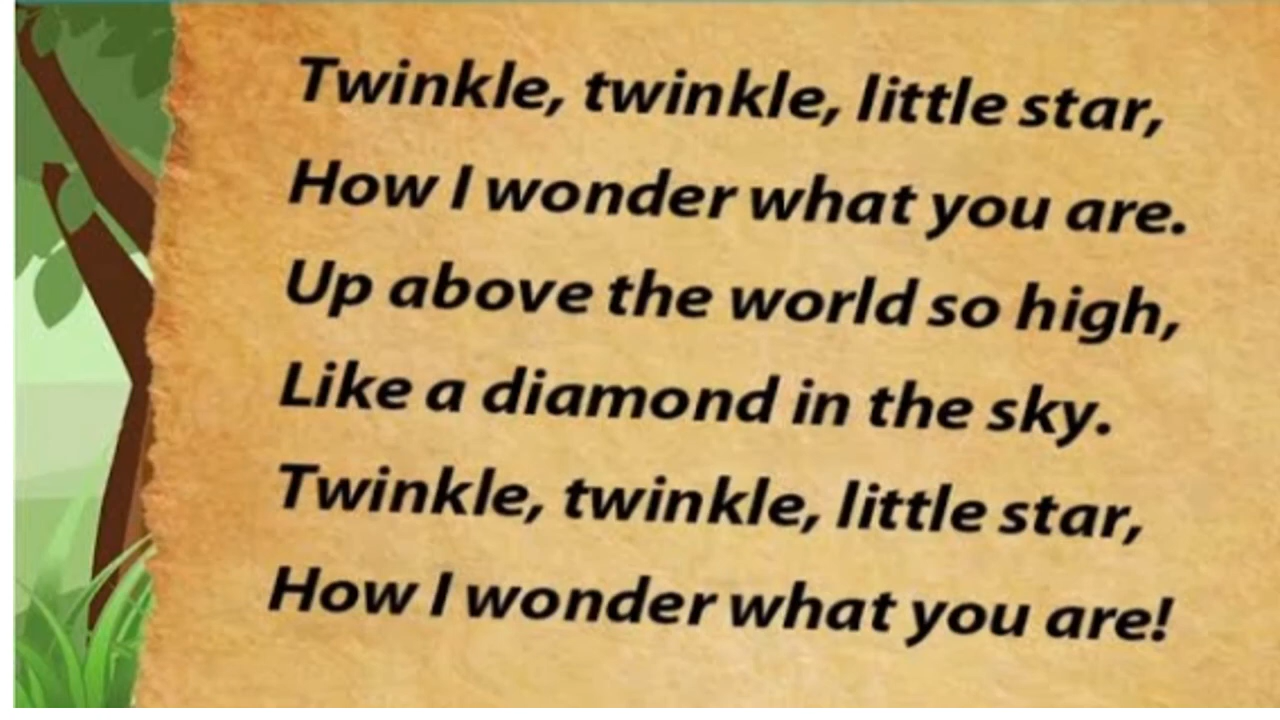 Twinkle, twinkle, little star,
How I wonder what you are.
Up above the world so high,
Like a diamond in the sky.
Twinkle, twinkle, little star,
How I wonder what you are!